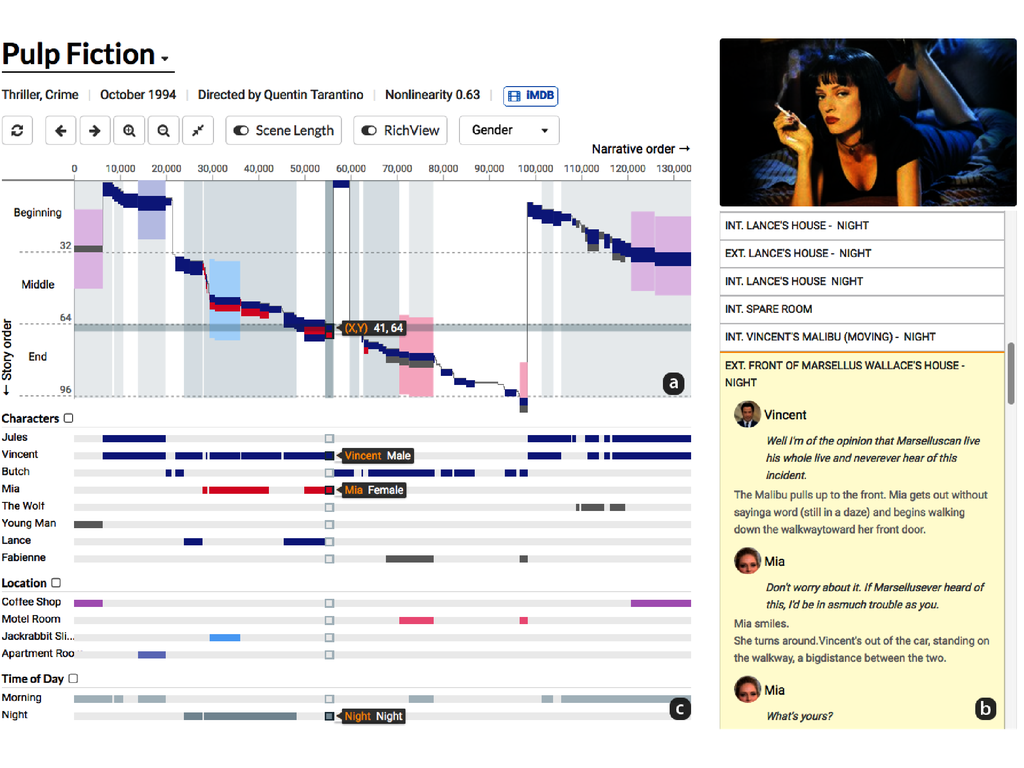 Pulp Fiction
Thriller, Crime | October 1994 | Directed by Quentin Tarantino | Nonlinearity 0.63 | iMDB
Scene Length
RichView
Gender
Narrative order →
0 10,000 20,000 30,000 40,000 50,000 60,000 70,000 80,000 90,000 100,000 110,000 120,000 130,000
← Story order
Beginning
32
Middle
64
End
96
(X,Y) 41, 64
a
Characters
Jules
Vincent
Vincent Male
Butch
Mia
Mia Female
The Wolf
Young Man
Lance
Fabienne
Location
Coffee Shop
Motel Room
Jackrabbit Sli...
Apartment Roo
Time of Day
Morning
Night
Night Night
c
INT. LANCE'S HOUSE - NIGHT
EXT. LANCE'S HOUSE - NIGHT
INT. LANCE'S HOUSE NIGHT
INT. SPARE ROOM
INT. VINCENT'S MALIBU (MOVING) - NIGHT
EXT. FRONT OF MARSELLUS WALLACE'S HOUSE -
NIGHT
Vincent
Well I'm of the opinion that Marselluscan live
his whole live and neverever hear of this
incident.
The Malibu pulls up to the front. Mia gets out without
sayinga word (still in a daze) and begins walking
down the walkwaytoward her front door.
Mia
Don't worry about it. If Marsellusever heard of
this, I'd be in asmuch trouble as you.
Mia smiles.
She turns around.Vincent's out of the car, standing on
the walkway, a bigdistance between the two.
Mia
What's yours?
b